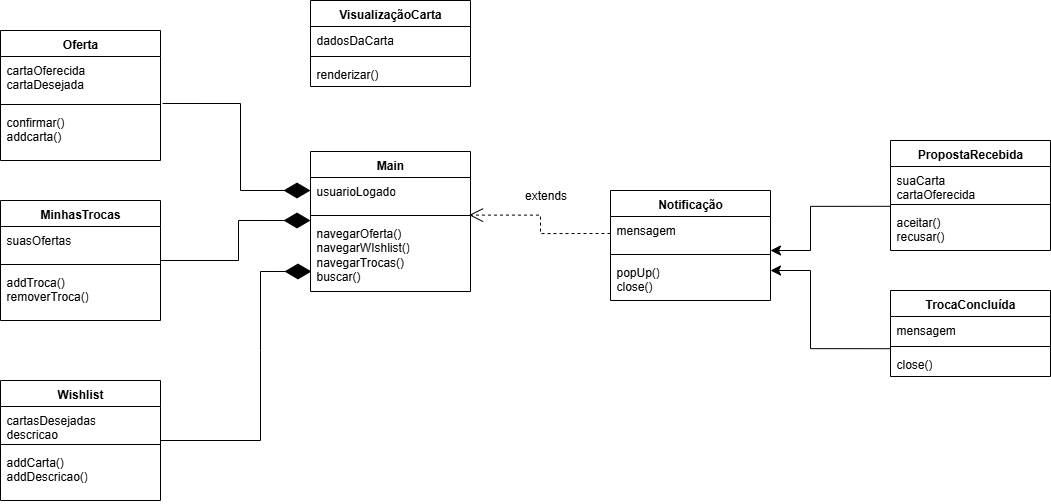 VisualizaçãoCarta
dadosDaCarta
renderizar()
Oferta
cartaOferecida
cartaDesejada
confirmar()
addcarta()
Main
usuarioLogado
navegarOferta()
navegarWIshlist()
navegarTrocas()
buscar()
MinhasTrocas
suasOfertas
addTroca()
removerTroca()
Wishlist
cartasDesejadas
descricao
addCarta()
addDescricao()
extends
Notificação
mensagem
popUp()
close()
PropostaRecebida
suaCarta
cartaOferecida
aceitar()
recusar()
TrocaConcluída
mensagem
close()